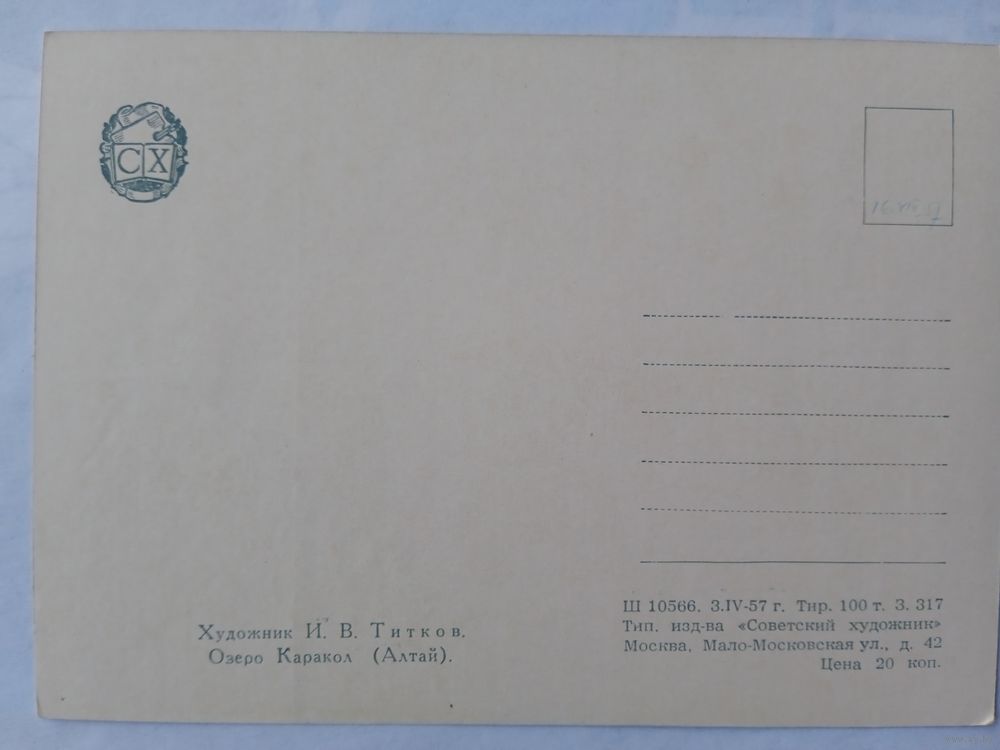 СХ
Художник И. В. Титков.
Озеро Каракол (Алтай).
Ш 10566. 3.IV-57 г. Тир. 100 т. З. 317
Тип. изд-ва «Советский художник»
Москва, Мало-Московская ул., д. 42
Цена 20 коп.